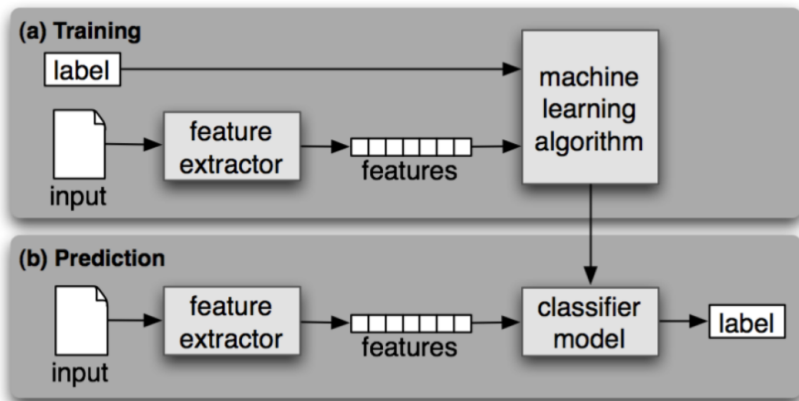 (a) Training
label
machine
learning
algorithm
feature
extractor
features
input
(b) Prediction
feature
extractor
features
classifier
model
label
input